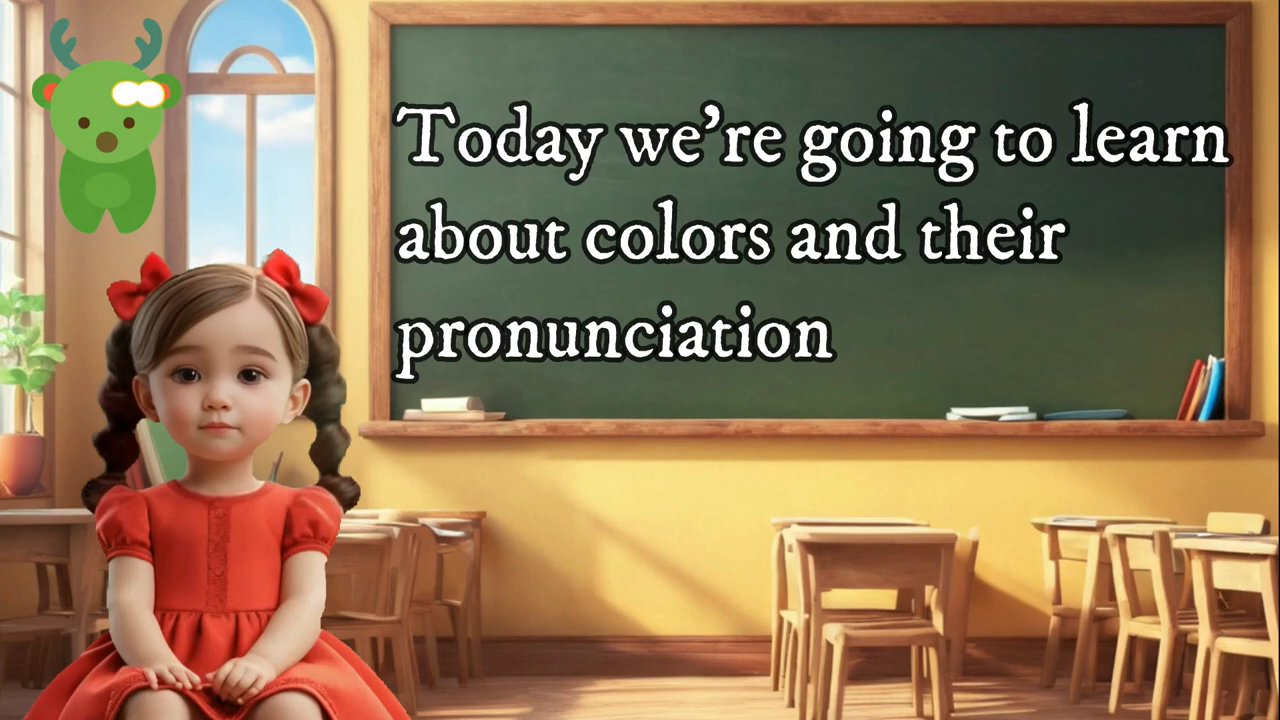 Today we're going to learn
about colors and their
pronunciation